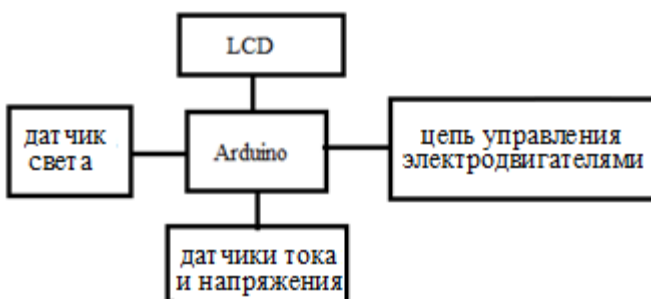 LCD
датчик
света
Arduino
цепь управления
электродвигателями
датчики тока
и напряжения